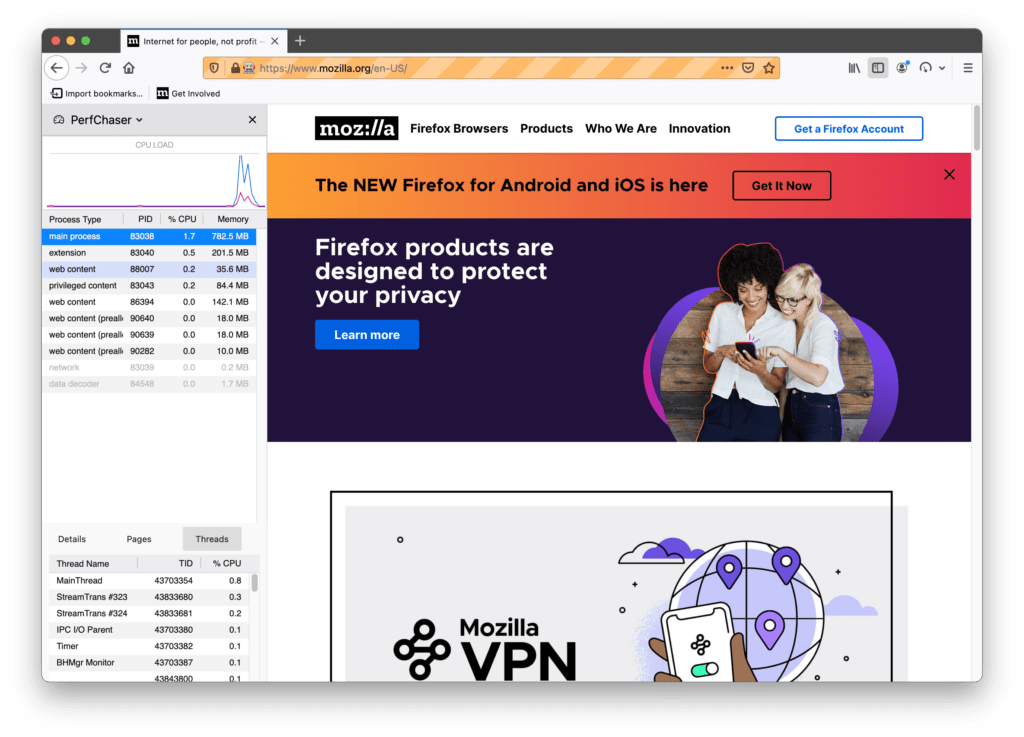 Internet for people, not profit —
https://www.mozilla.org/en-US/
Import bookmarks...
Get Involved
PerfChaser
CPU LOAD
Process Type PID % CPU Memory
main process 83038 1.7 782.5 MB
extension 83040 0.5 201.5 MB
web content 88007 0.2 35.6 MB
privileged content 83043 0.2 84.4 MB
web content 86394 0.0 142.1 MB
web content (preall 90640 0.0 18.0 MB
web content (preall 90639 0.0 18.0 MB
web content (preall 90282 0.0 10.0 MB
network 83039 0.0 0.2 MB
data decoder 84548 0.0 1.7 MB
Details Pages Threads
Thread Name TID % CPU
MainThread 43703354 0.8
StreamTrans #323 43833680 0.3
StreamTrans #324 43833681 0.2
IPC I/O Parent 43703380 0.1
Timer 43703382 0.1
BHMgr Monitor 43703387 0.1
43843800 0.1
moz://a Firefox Browsers Products Who We Are Innovation Get a Firefox Account
The NEW Firefox for Android and iOS is here Get It Now
Firefox products are
designed to protect
your privacy
Learn more
Mozilla
VPN